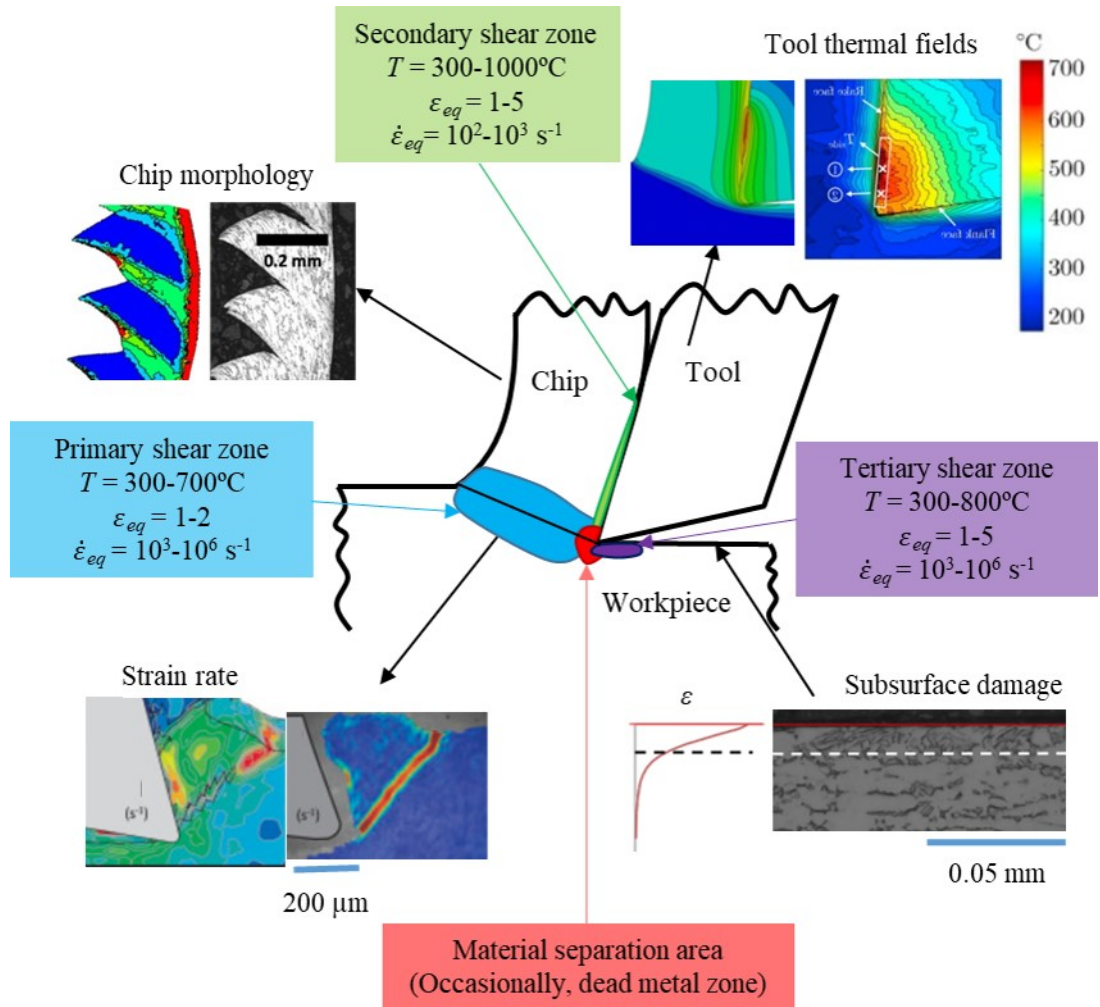 Secondary shear zone
T = 300-1000ºC
εeq = 1-5
ε̇eq = 10²-10³ s⁻¹
Tool thermal fields
°C
700
600
500
400
300
200
Rake face
Tside
①
②
Flank face
Chip morphology
0.2 mm
Chip
Tool
Primary shear zone
T = 300-700ºC
εeq = 1-2
ε̇eq = 10³-10⁶ s⁻¹
Tertiary shear zone
T = 300-800ºC
εeq = 1-5
ε̇eq = 10³-10⁶ s⁻¹
Workpiece
Strain rate
(s⁻¹)
(s⁻¹)
200 µm
ε
Subsurface damage
0.05 mm
Material separation area
(Occasionally, dead metal zone)